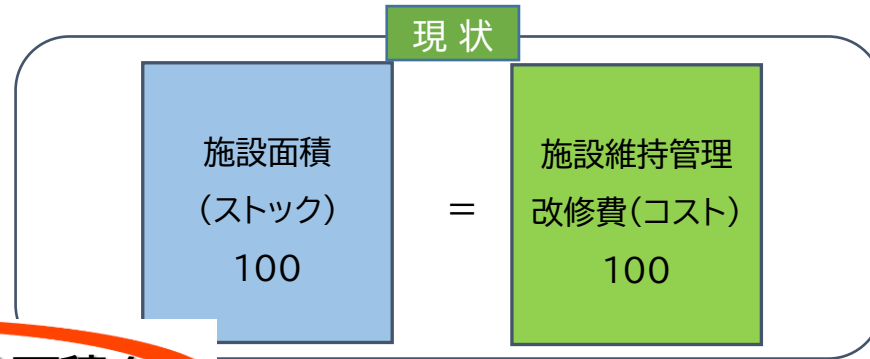 現 状
施設面積
(ストック)
100
＝
施設維持管理
改修費(コスト)
100